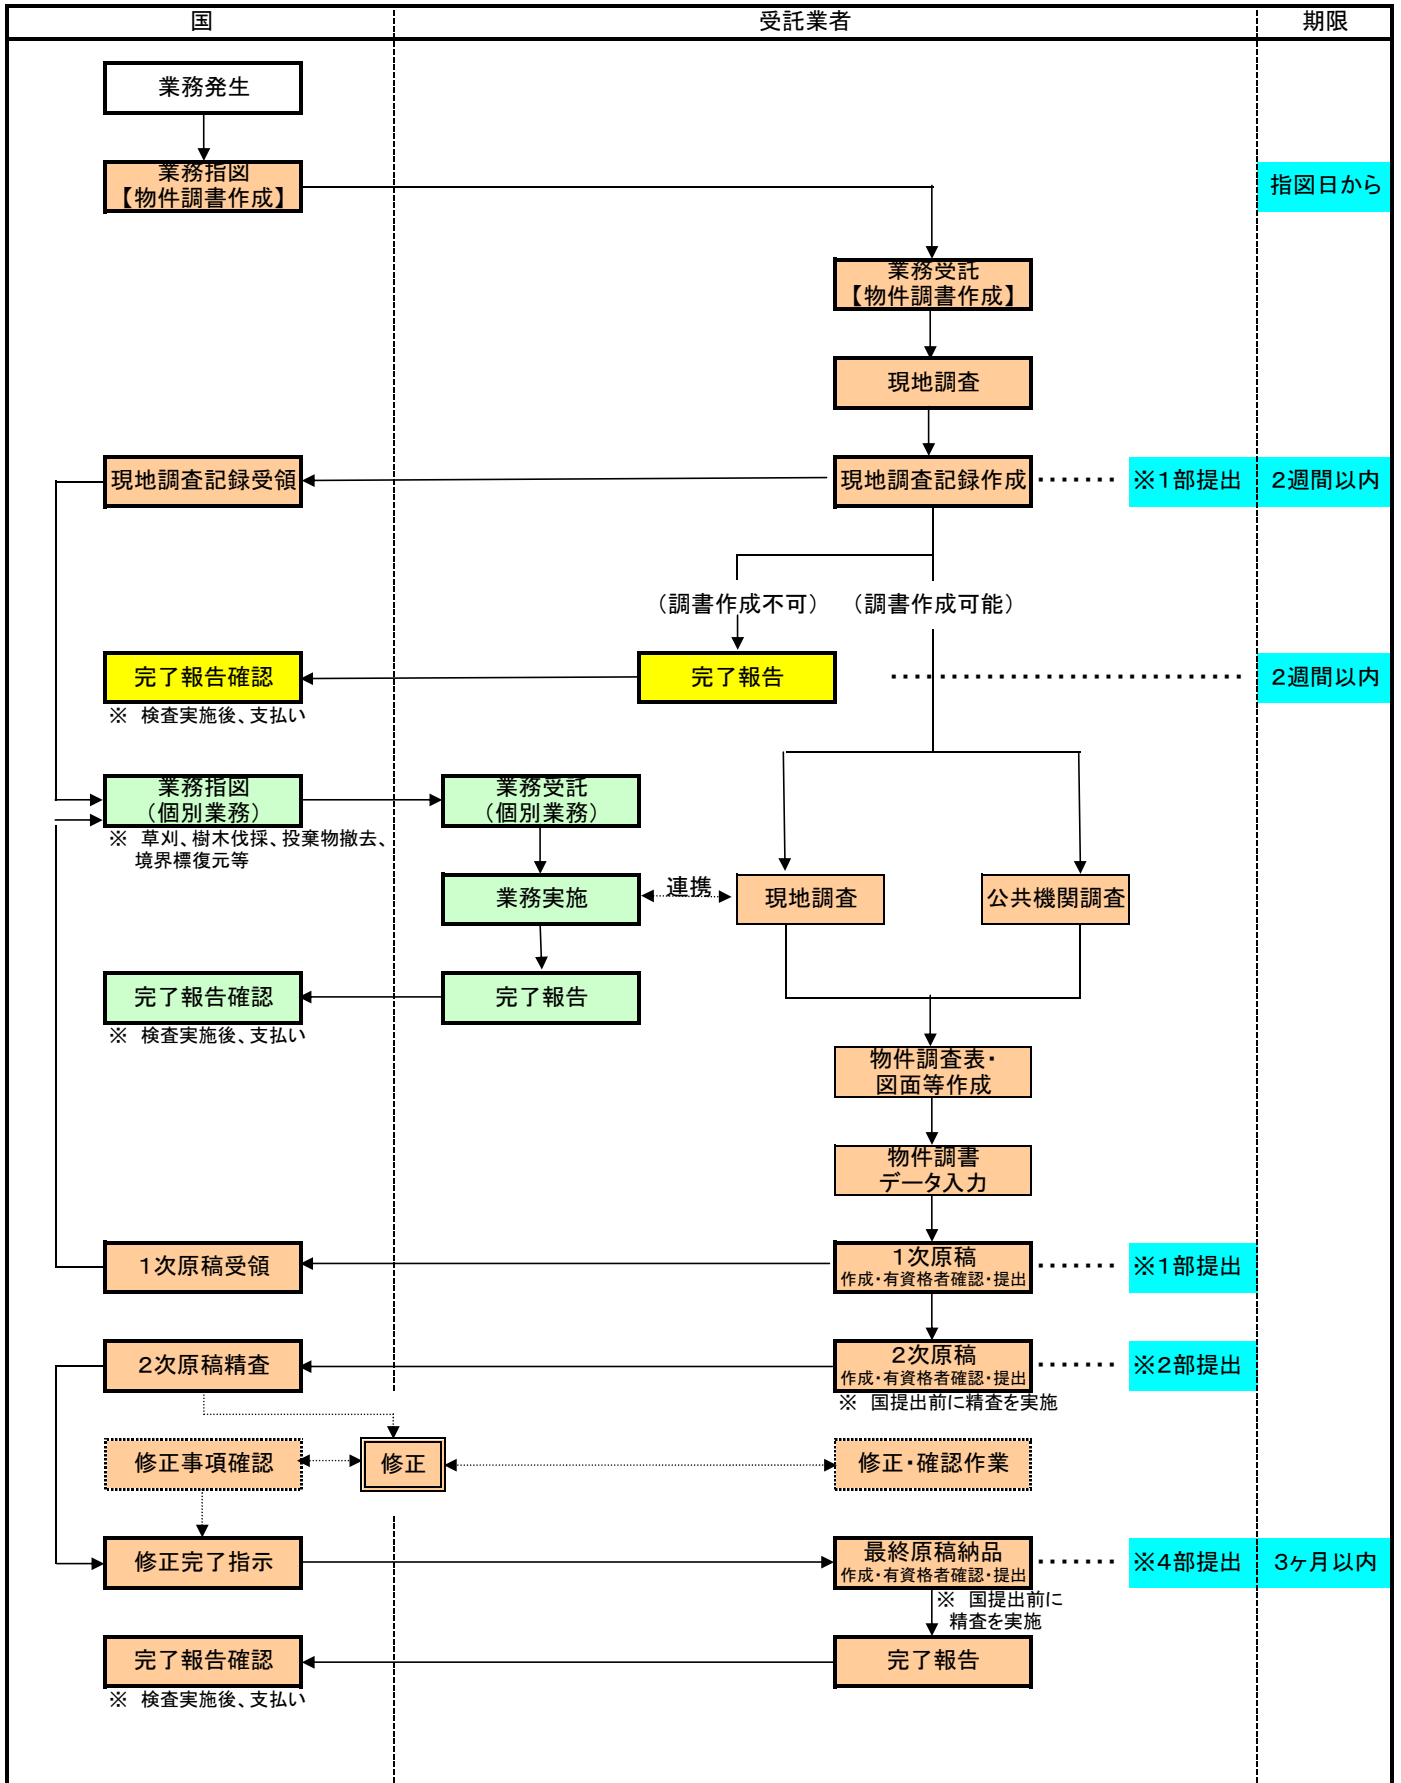 国
受託業者
期限
業務発生
業務指図
【物件調書作成】
指図日から
業務受託
【物件調書作成】
現地調査
現地調査記録受領
現地調査記録作成
※1部提出
2週間以内
（調書作成不可）
（調書作成可能）
完了報告確認
※　検査実施後、支払い
完了報告
2週間以内
業務指図
（個別業務）
※　草刈、樹木伐採、投棄物撤去、
境界標復元等
業務受託
（個別業務）
業務実施
連携
現地調査
公共機関調査
完了報告確認
※　検査実施後、支払い
完了報告
物件調査表・
図面等作成
物件調書
データ入力
1次原稿受領
1次原稿
作成・有資格者確認・提出
※1部提出
2次原稿精査
2次原稿
作成・有資格者確認・提出
※　国提出前に精査を実施
※2部提出
修正事項確認
修正
修正・確認作業
修正完了指示
最終原稿納品
作成・有資格者確認・提出
※　国提出前に
精査を実施
※4部提出
3ヶ月以内
完了報告確認
※　検査実施後、支払い
完了報告